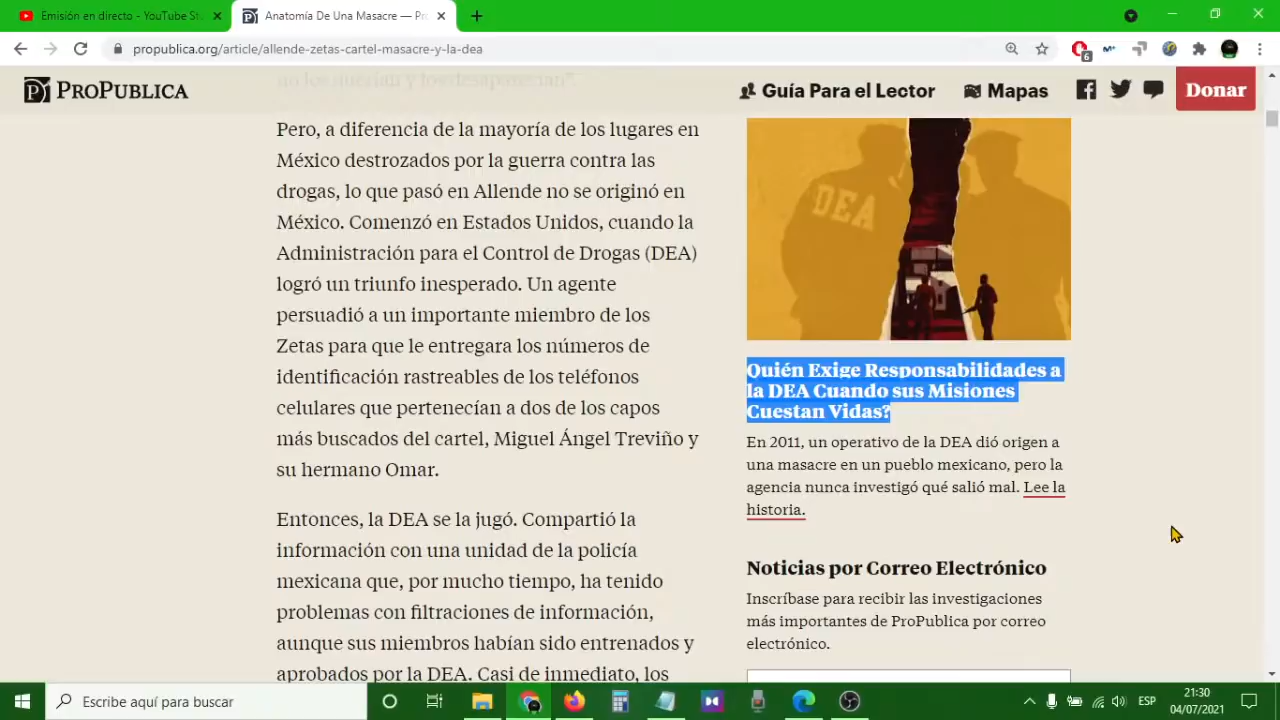 Emisión en directo - YouTube Stu
Anatomía De Una Masacre — Pro
propublica.org/article/allende-zetas-cartel-masacre-y-la-dea
6
no los querían y los desaparecían”.
PROPUBLICA
Guía Para el Lector
Mapas
Donar
Pero, a diferencia de la mayoría de los lugares en
México destrozados por la guerra contra las
drogas, lo que pasó en Allende no se originó en
México. Comenzó en Estados Unidos, cuando la
Administración para el Control de Drogas (DEA)
logró un triunfo inesperado. Un agente
persuadió a un importante miembro de los
Zetas para que le entregara los números de
identificación rastreables de los teléfonos
celulares que pertenecían a dos de los capos
más buscados del cartel, Miguel Ángel Treviño y
su hermano Omar.
Entonces, la DEA se la jugó. Compartió la
información con una unidad de la policía
mexicana que, por mucho tiempo, ha tenido
problemas con filtraciones de información,
aunque sus miembros habían sido entrenados y
aprobados por la DEA. Casi de inmediato, los
DEA
Quién Exige Responsabilidades a
la DEA Cuando sus Misiones
Cuestan Vidas?
En 2011, un operativo de la DEA dió origen a
una masacre en un pueblo mexicano, pero la
agencia nunca investigó qué salió mal. Lee la
historia.
Noticias por Correo Electrónico
Inscríbase para recibir las investigaciones
más importantes de ProPublica por correo
electrónico.
Escribe aquí para buscar
ESP
21:30
04/07/2021